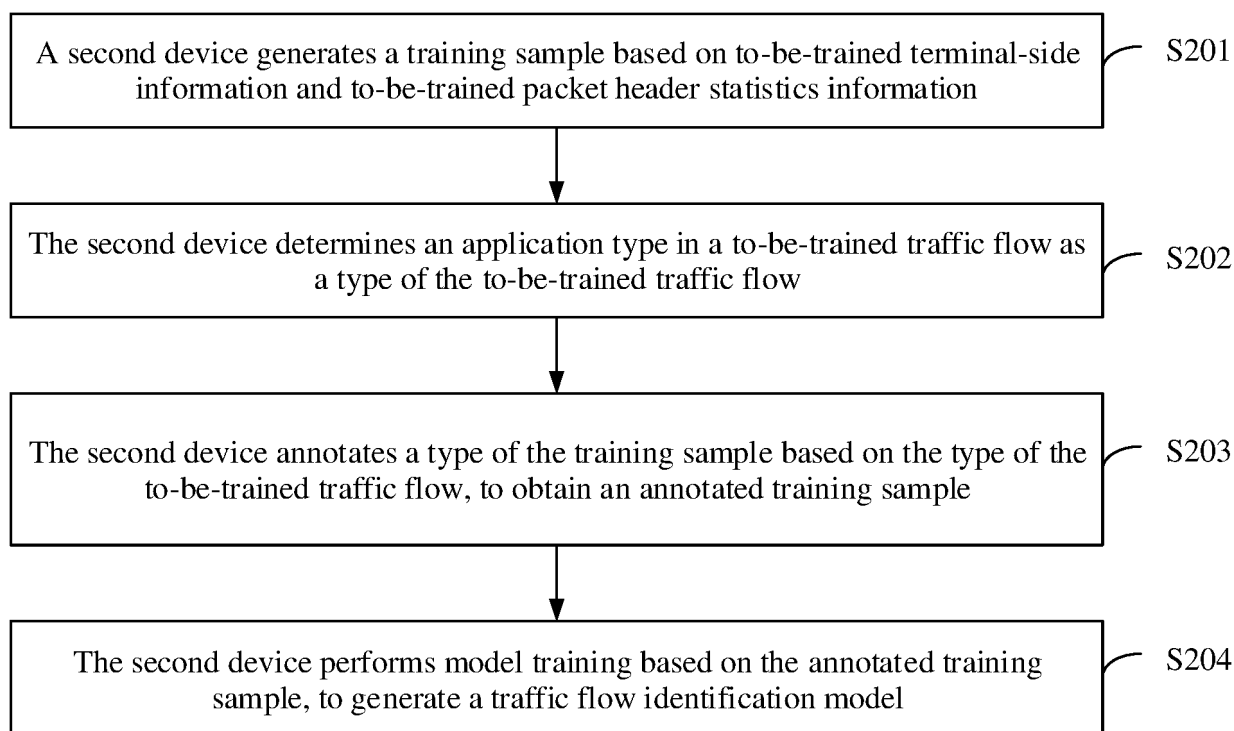 A second device generates a training sample based on to-be-trained terminal-side
information and to-be-trained packet header statistics information
S201
The second device determines an application type in a to-be-trained traffic flow as
a type of the to-be-trained traffic flow
S202
The second device annotates a type of the training sample based on the type of the
to-be-trained traffic flow, to obtain an annotated training sample
S203
The second device performs model training based on the annotated training
sample, to generate a traffic flow identification model
S204